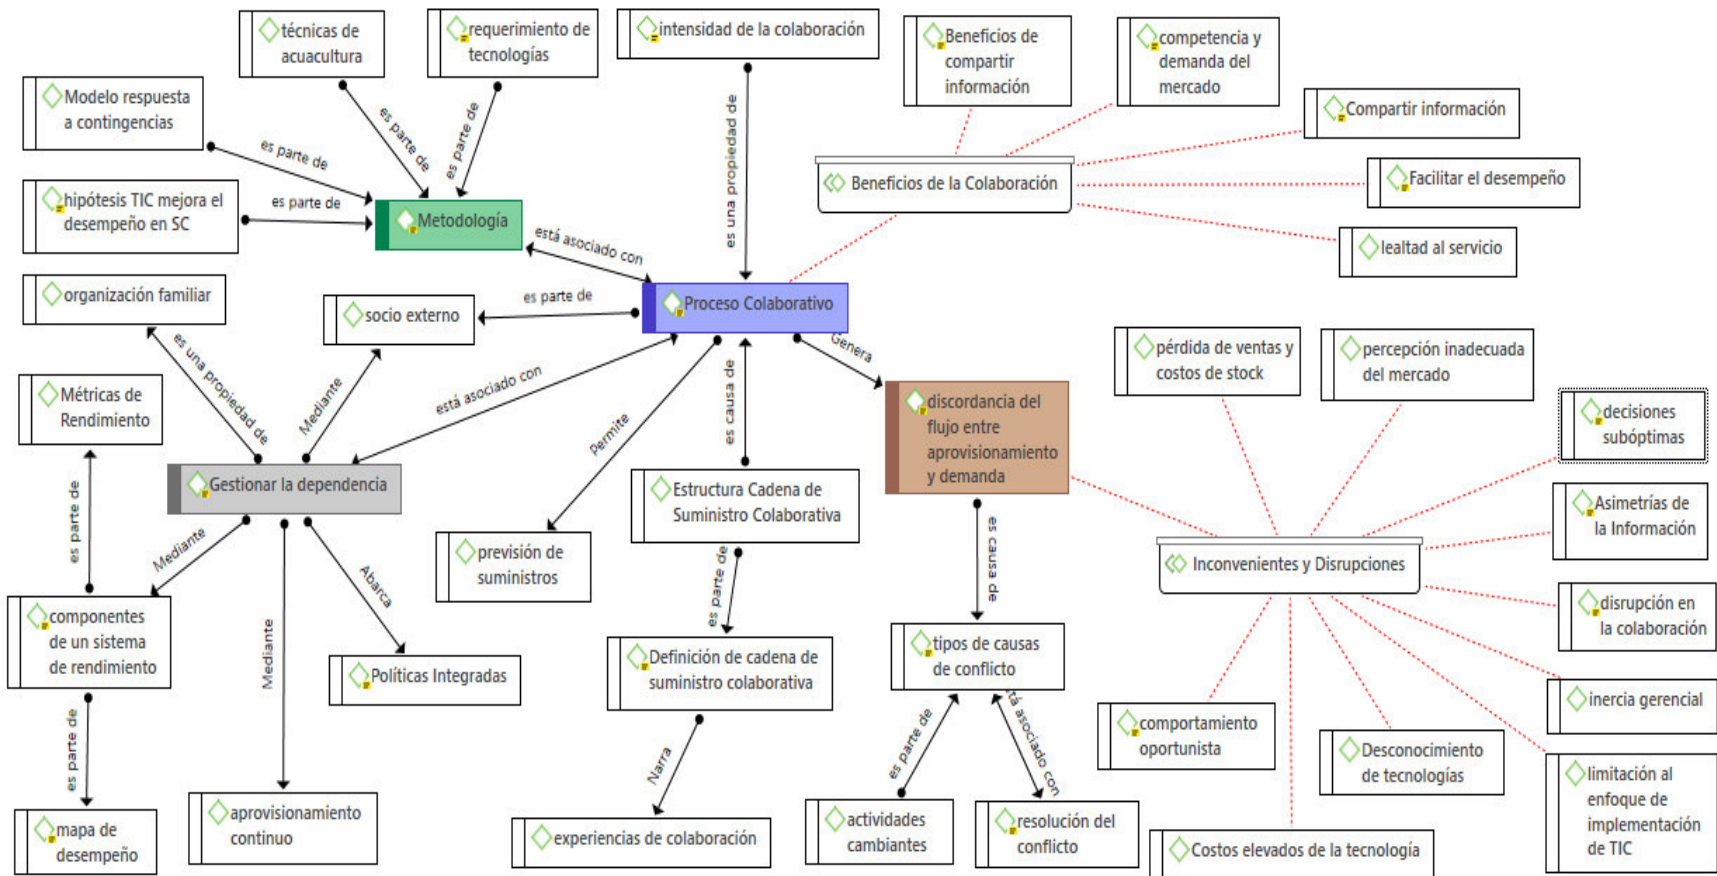 técnicas de
acuacultura
requerimiento de
tecnologías
intensidad de la colaboración
Beneficios de
compartir
información
competencia y
demanda del
mercado
Modelo respuesta
a contingencias
Compartir información
es parte de
es parte de
es parte de
es una propiedad de
Beneficios de la Colaboración
Facilitar el desempeño
hipótesis TIC mejora el
desempeño en SC
es parte de
Metodología
está asociado con
lealtad al servicio
organización familiar
socio externo
es parte de
Proceso Colaborativo
Genera
es una propiedad de
Mediante
está asociado con
Permite
es causa de
pérdida de ventas y
costos de stock
percepción inadecuada
del mercado
Métricas de
Rendimiento
discordancia del
flujo entre
aprovisionamiento
y demanda
decisiones
subóptimas
Gestionar la dependencia
Estructura Cadena de
Suministro Colaborativa
Asimetrías de
la Información
es parte de
Mediante
Mediante
Abarca
previsión de
suministros
es parte de
es causa de
Inconvenientes y Disrupciones
componentes
de un sistema
de rendimiento
disrupción en
la colaboración
Políticas Integradas
Definición de cadena de
suministro colaborativa
tipos de causas
de conflicto
inercia gerencial
es parte de
Narra
es parte de
tá asociado con
comportamiento
oportunista
Desconocimiento
de tecnologías
limitación al
enfoque de
implementación
de TIC
mapa de
desempeño
aprovisionamiento
continuo
experiencias de colaboración
actividades
cambiantes
resolución del
conflicto
Costos elevados de la tecnología